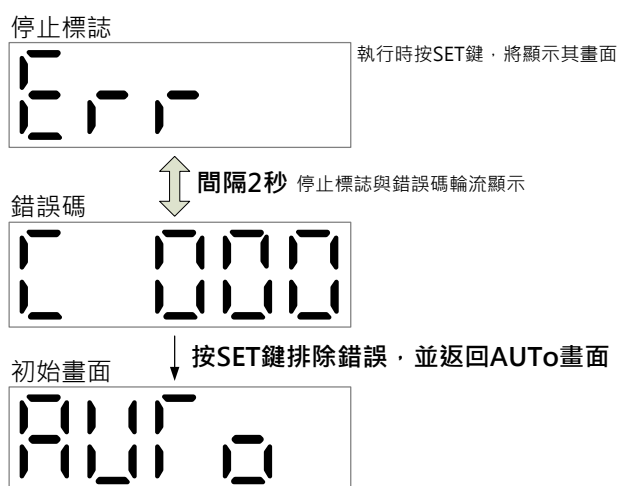 停止標誌
Err
執行時按SET鍵，將顯示其畫面
間隔2秒 停止標誌與錯誤碼輪流顯示
錯誤碼
C 000
按SET鍵排除錯誤，並返回AUTo畫面
初始畫面
AUTo